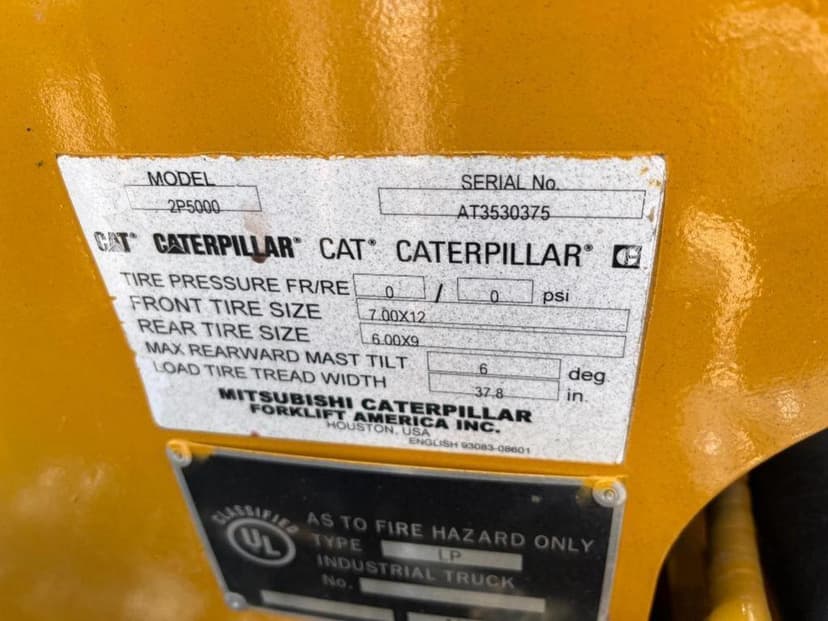 MODEL SERIAL No.
2P5000 AT3530375
CAT® CATERPILLAR® CAT® CATERPILLAR®
TIRE PRESSURE FR/RE 0 / 0 psi
FRONT TIRE SIZE 7.00X12
REAR TIRE SIZE 6.00X9
MAX REARWARD MAST TILT 6 deg.
LOAD TIRE TREAD WIDTH 37.8 in.
MITSUBISHI CATERPILLAR
FORKLIFT AMERICA INC.
HOUSTON, USA
ENGLISH 93083-08601
CLASSIFIED
UL
AS TO FIRE HAZARD ONLY
TYPE LP
INDUSTRIAL TRUCK
No.